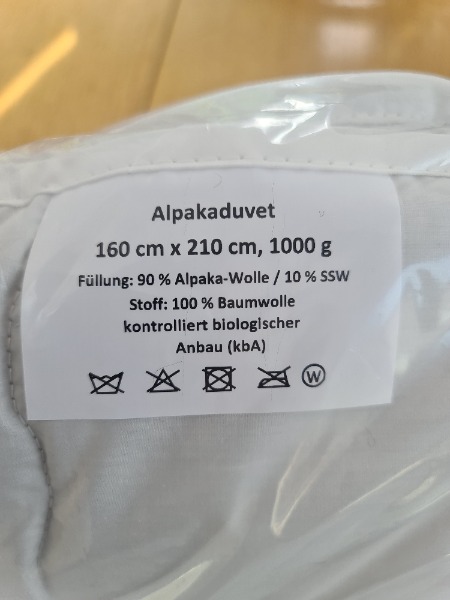 Alpakaduvet
160 cm x 210 cm, 1000 g
Füllung: 90 % Alpaka-Wolle / 10 % SSW
Stoff: 100 % Baumwolle
kontrolliert biologischer
Anbau (kbA)
W